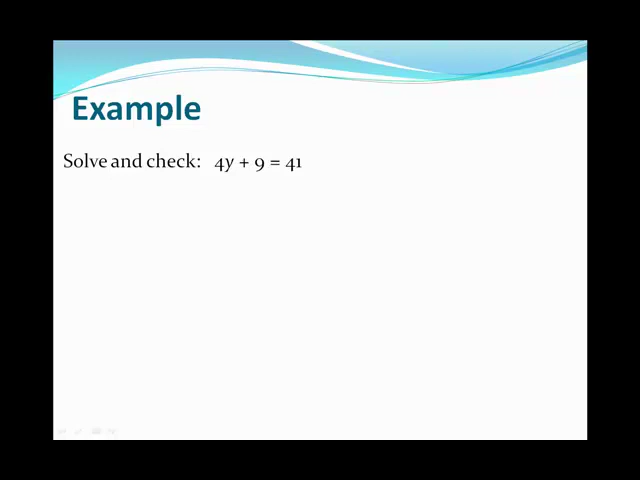 Example
Solve and check: 4y + 9 = 41